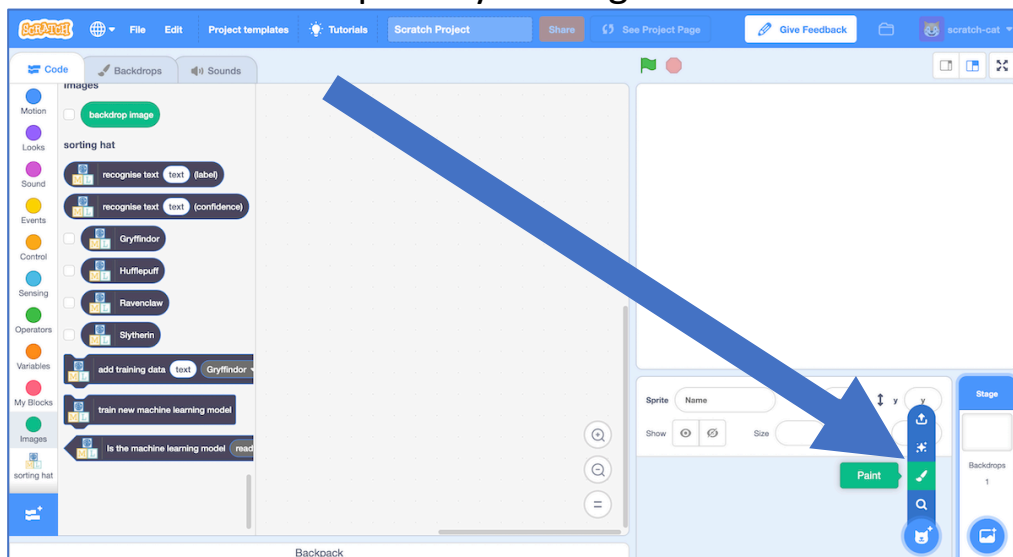 SCRATCH File Edit Project templates Tutorials Scratch Project Share See Project Page Give Feedback scratch-cat
Code Backdrops Sounds
Images
Motion
backdrop image
Looks
sorting hat
Sound
recognise text text (label)
Events
recognise text text (confidence)
Control
Gryffindor
Sensing
Hufflepuff
Operators
Ravenclaw
Variables
Slytherin
My Blocks
add training data text Gryffindor
Images
train new machine learning model
sorting hat
Is the machine learning model
Sprite Name y y
Show Size
Stage
Paint
Backdrops
1
Backpack